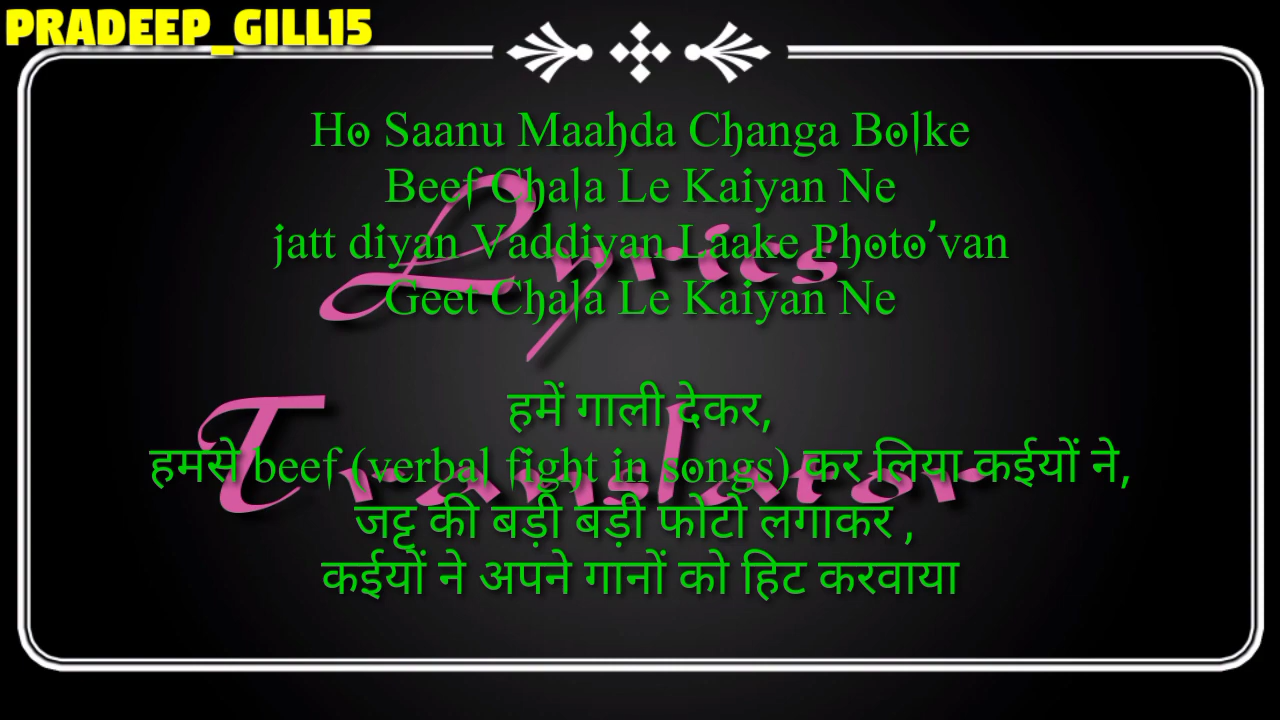 PRADEEP_GILL15
Ho Saanu Maahda Changa Bolke
Beef Chala Le Kaiyan Ne
jatt diyan Vaddiyan Laake Photo'van
Geet Chala Le Kaiyan Ne
Lyrics
हमें गाली देकर,
हमसे beef (verbal fight in songs) कर लिया कईयों ने,
Translator
जट्ट की बड़ी बड़ी फोटो लगाकर ,
कईयों ने अपने गानों को हिट करवाया